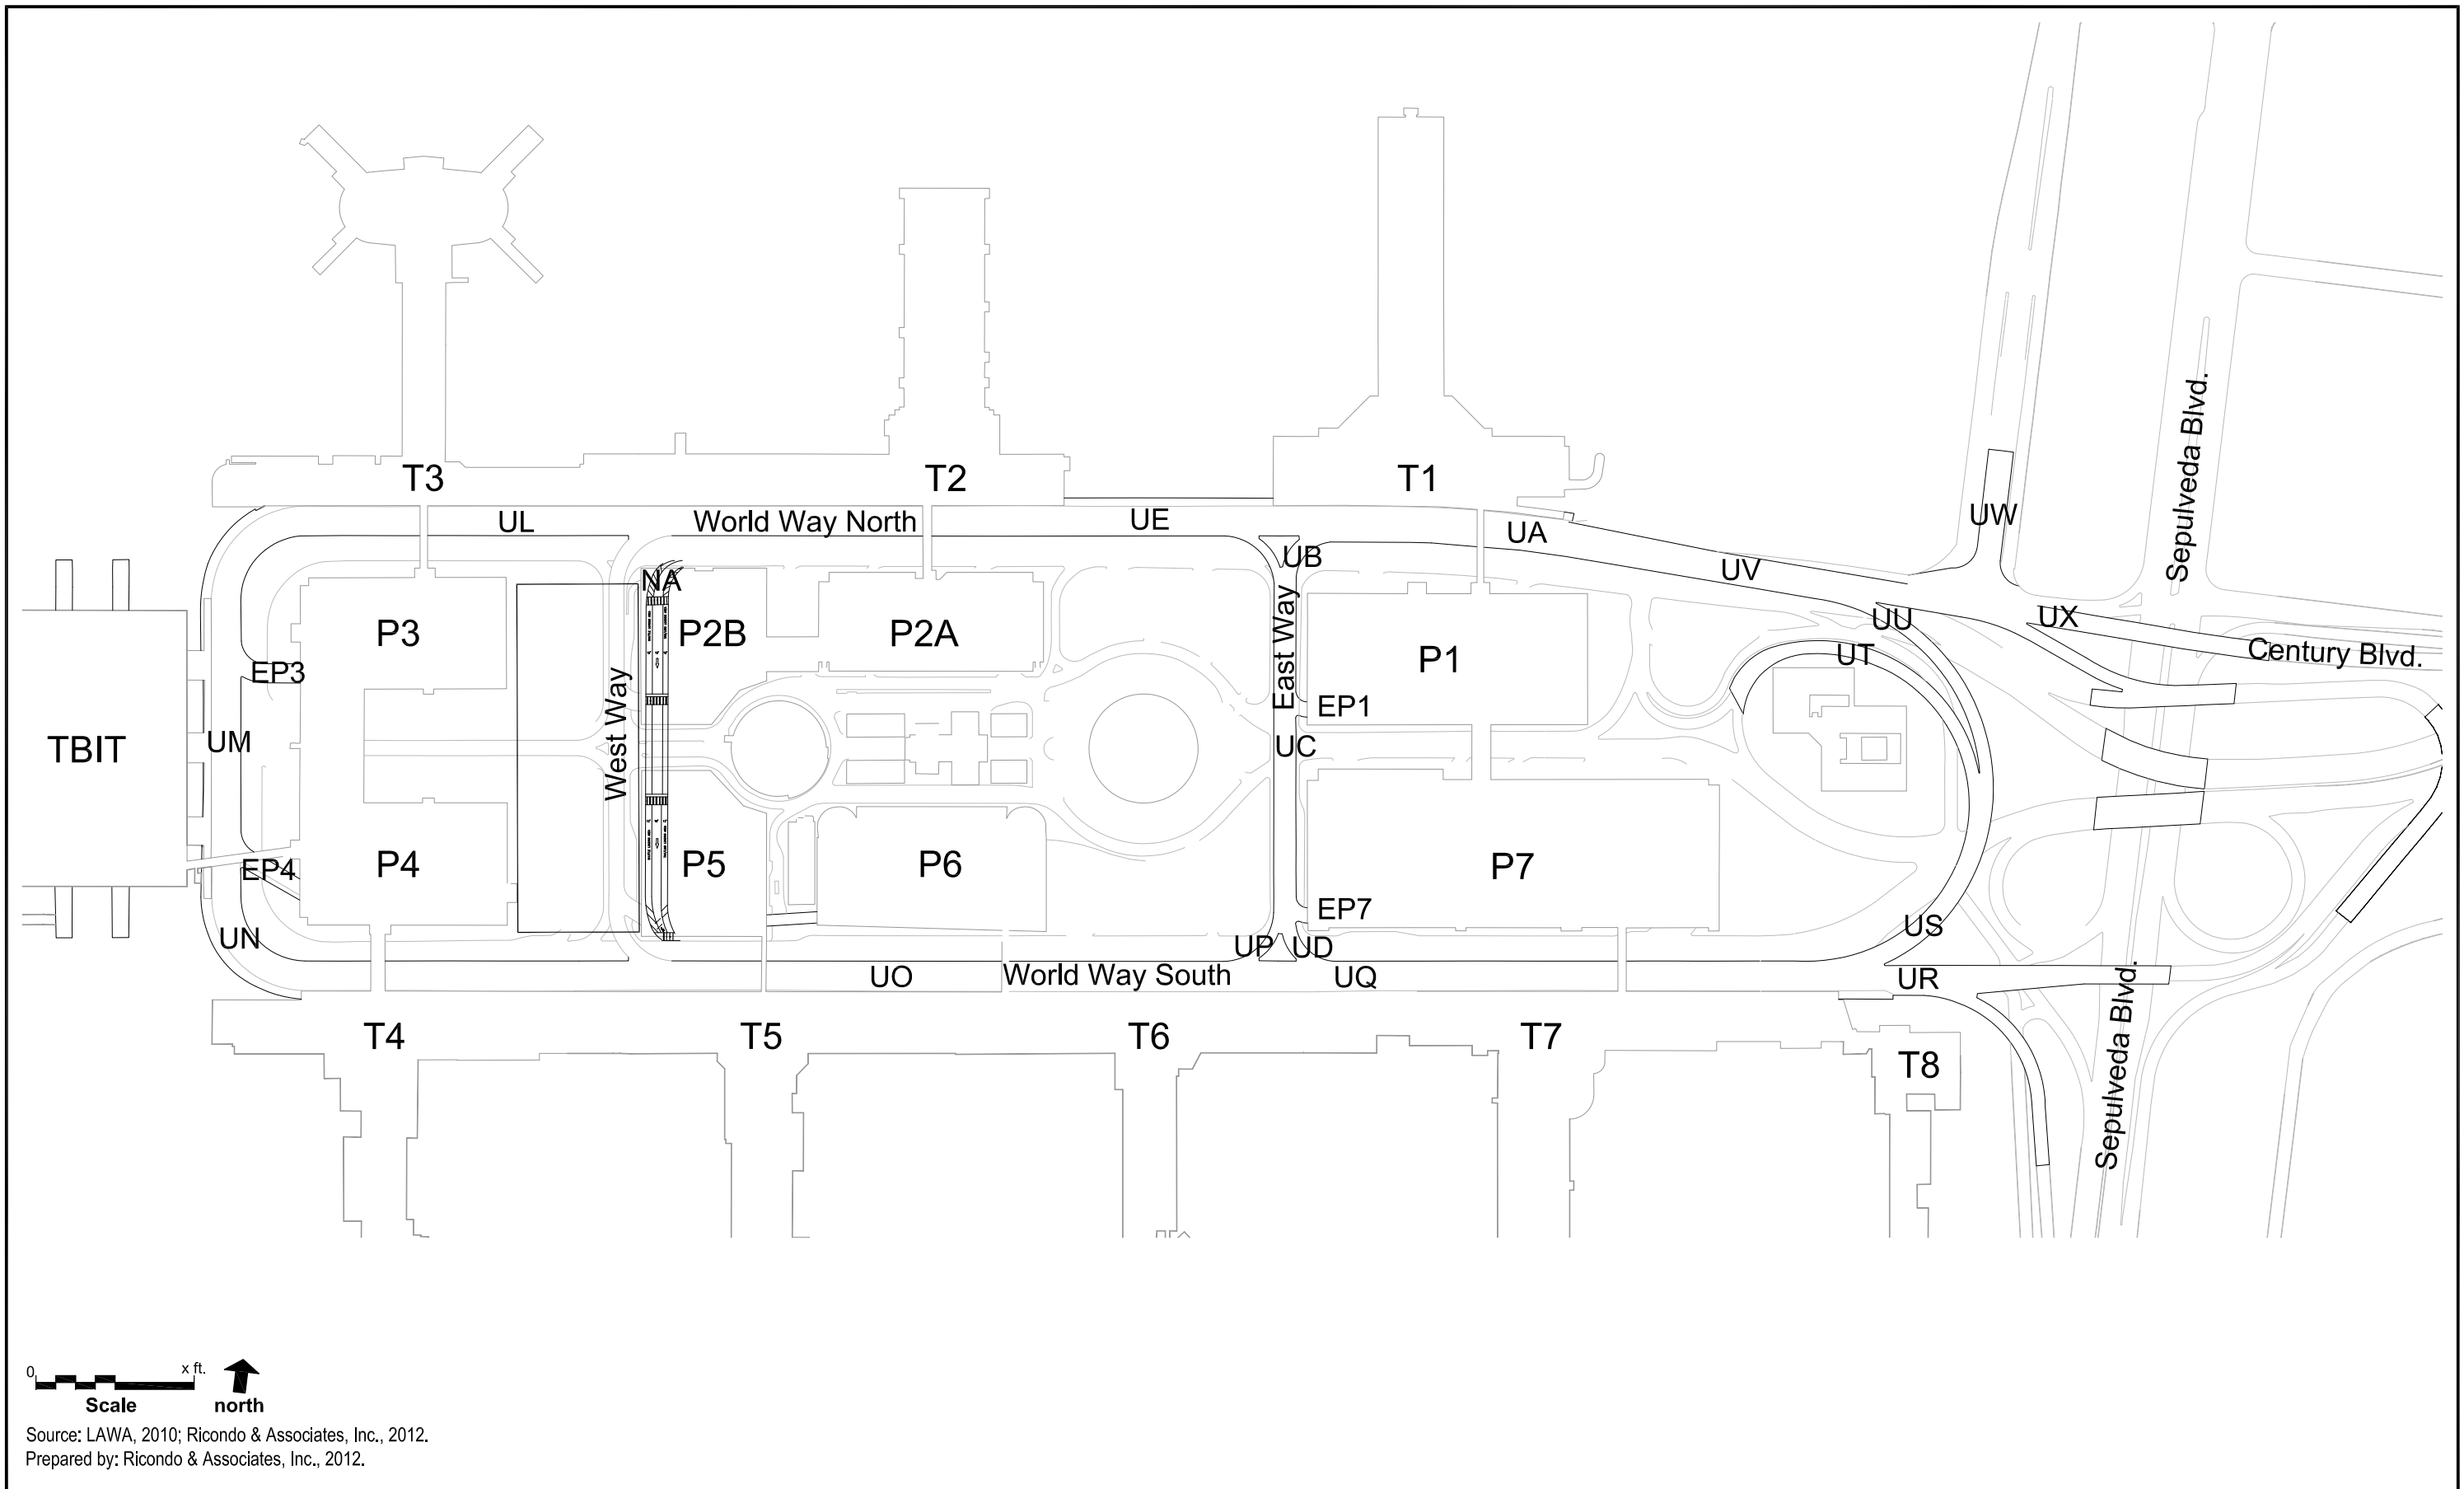 Sepulveda Blvd.
T3
T2
T1
UL
World Way North
UE
UA
UW
UB
UV
NA
P3
P2B
P2A
East Way
P1
UU
UX
UT
Century Blvd.
EP3
EP1
West Way
TBIT
UM
UC
P4
EP4
P5
P6
P7
EP7
UN
UP
UD
US
UO
World Way South
UQ
UR
T4
T5
T6
T7
T8
Sepulveda Blvd.
0
x ft.
Scale
north
Source: LAWA, 2010; Ricondo & Associates, Inc., 2012.
Prepared by: Ricondo & Associates, Inc., 2012.